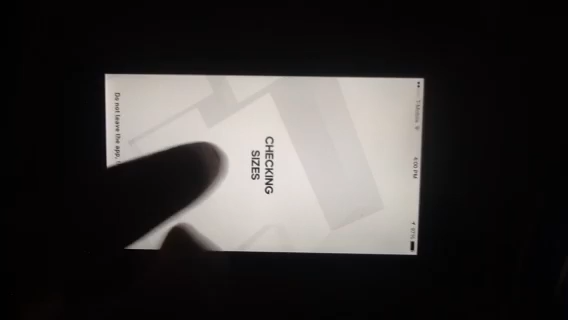 T-Mobile
4:00 PM
CHECKING
SIZES
Do not leave the app,